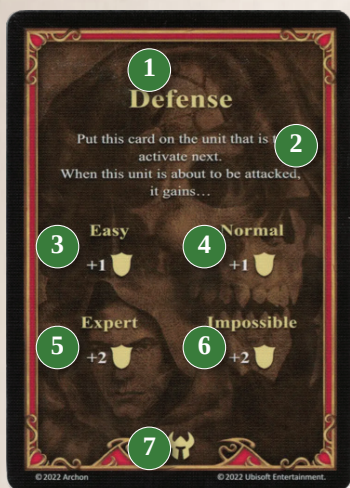 1
Defense
Put this card on the unit that is
2
activate next.
When this unit is about to be attacked,
it gains…
3
Easy
+1
4
Normal
+1
5
Expert
+2
6
Impossible
+2
7
© 2022 Archon
© 2022 Ubisoft Entertainment.